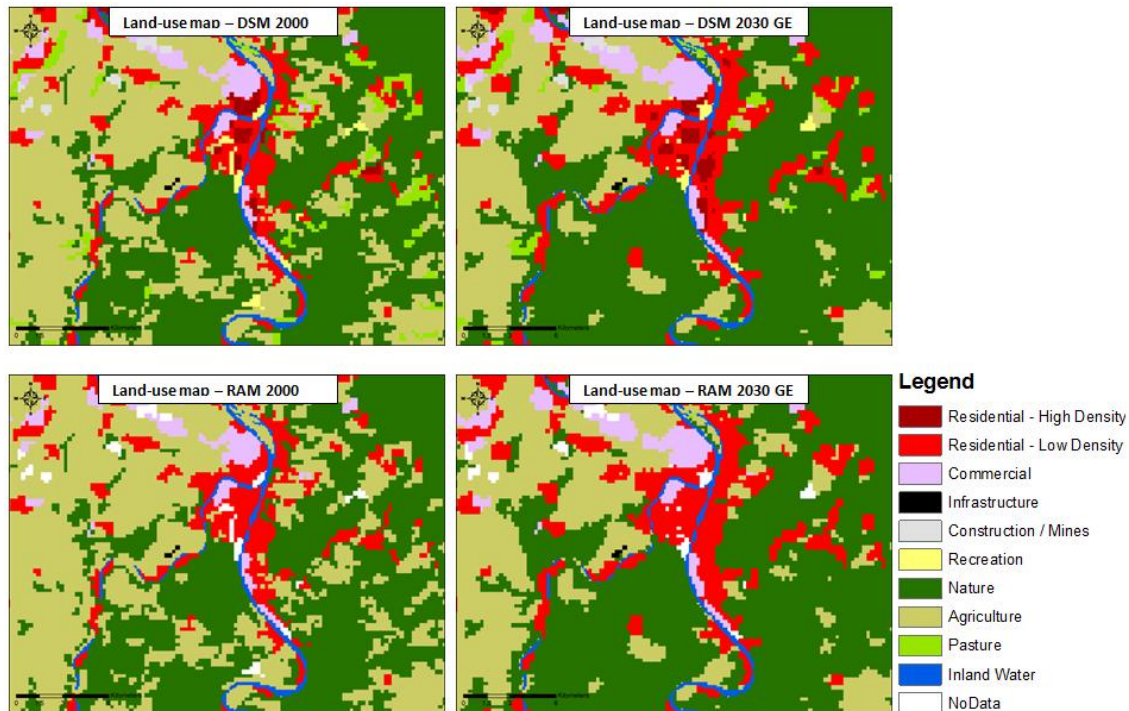 Land-use map – DSM 2000
Land-use map – DSM 2030 GE
Land-use map – RAM 2000
Land-use map – RAM 2030 GE
Legend
Residential - High Density
Residential - Low Density
Commercial
Infrastructure
Construction / Mines
Recreation
Nature
Agriculture
Pasture
Inland Water
NoData